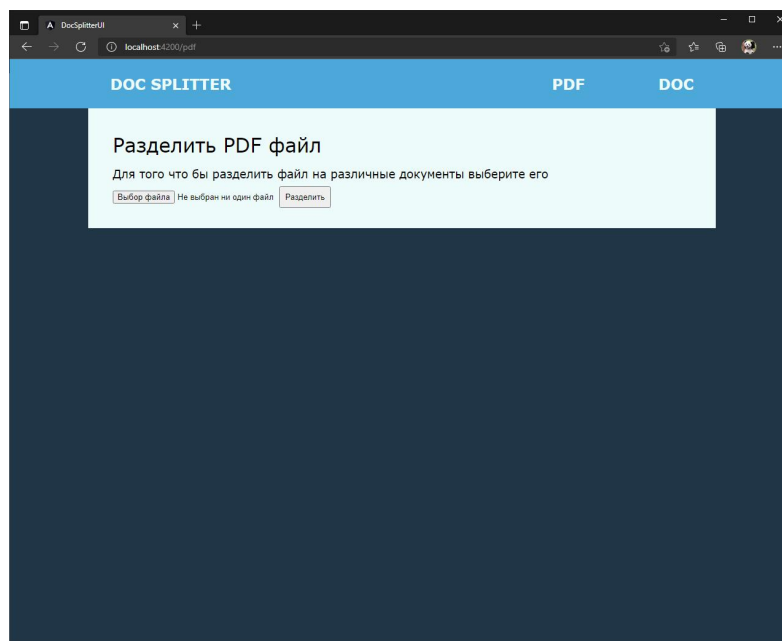 DocSplitterUI
localhost:4200/pdf
DOC SPLITTER PDF DOC
Разделить PDF файл
Для того что бы разделить файл на различные документы выберите его
Выбор файла Не выбран ни один файл Разделить